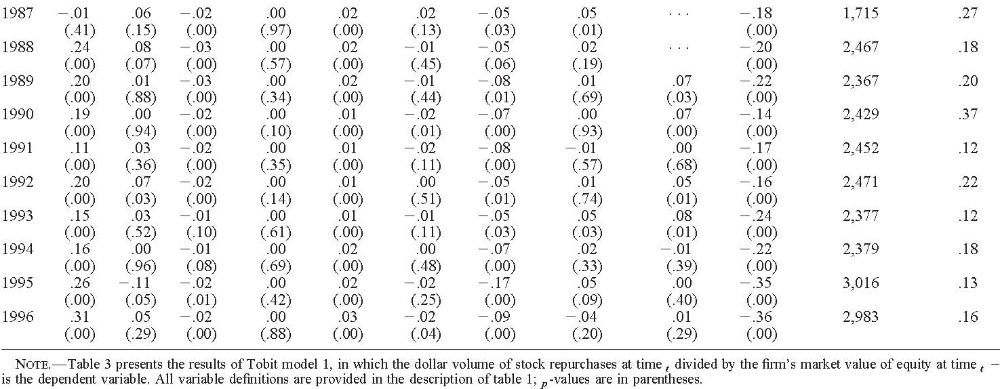 1987 −.01 .06 −.02 .00 .02 .02 −.05 .05 · · · −.18 1,715 .27
(.41) (.15) (.00) (.97) (.00) (.13) (.03) (.01) (.00)
1988 .24 .08 −.03 .00 .02 −.01 −.05 .02 · · · −.20 2,467 .18
(.00) (.07) (.00) (.57) (.00) (.45) (.06) (.19) (.00)
1989 .20 .01 −.03 .00 .02 −.01 −.08 .01 .07 −.22 2,367 .20
(.00) (.88) (.00) (.34) (.00) (.44) (.01) (.69) (.03) (.00)
1990 .19 .00 −.02 .00 .01 −.02 −.07 .00 .07 −.14 2,429 .37
(.00) (.94) (.00) (.10) (.00) (.01) (.00) (.93) (.00) (.00)
1991 .11 .03 −.02 .00 .01 −.02 −.08 −.01 .00 −.17 2,452 .12
(.00) (.36) (.00) (.35) (.00) (.11) (.00) (.57) (.68) (.00)
1992 .20 .07 −.02 .00 .01 .00 −.05 .01 .05 −.16 2,471 .22
(.00) (.03) (.00) (.14) (.00) (.51) (.01) (.74) (.01) (.00)
1993 .15 .03 −.01 .00 .01 −.01 −.05 .05 .08 −.24 2,377 .12
(.00) (.52) (.10) (.61) (.00) (.11) (.03) (.03) (.01) (.00)
1994 .16 .00 −.01 .00 .02 .00 −.07 .02 −.01 −.22 2,379 .18
(.00) (.96) (.08) (.69) (.00) (.48) (.00) (.33) (.39) (.00)
1995 .26 −.11 −.02 .00 .02 −.02 −.17 .05 .00 −.35 3,016 .13
(.00) (.05) (.01) (.42) (.00) (.25) (.00) (.09) (.40) (.00)
1996 .31 .05 −.02 .00 .03 −.02 −.09 −.04 .01 −.36 2,983 .16
(.00) (.29) (.00) (.88) (.00) (.04) (.00) (.20) (.29) (.00)
NOTE.—Table 3 presents the results of Tobit model 1, in which the dollar volume of stock repurchases at time t divided by the firm's market value of equity at time t −
is the dependent variable. All variable definitions are provided in the description of table 1; p-values are in parentheses.